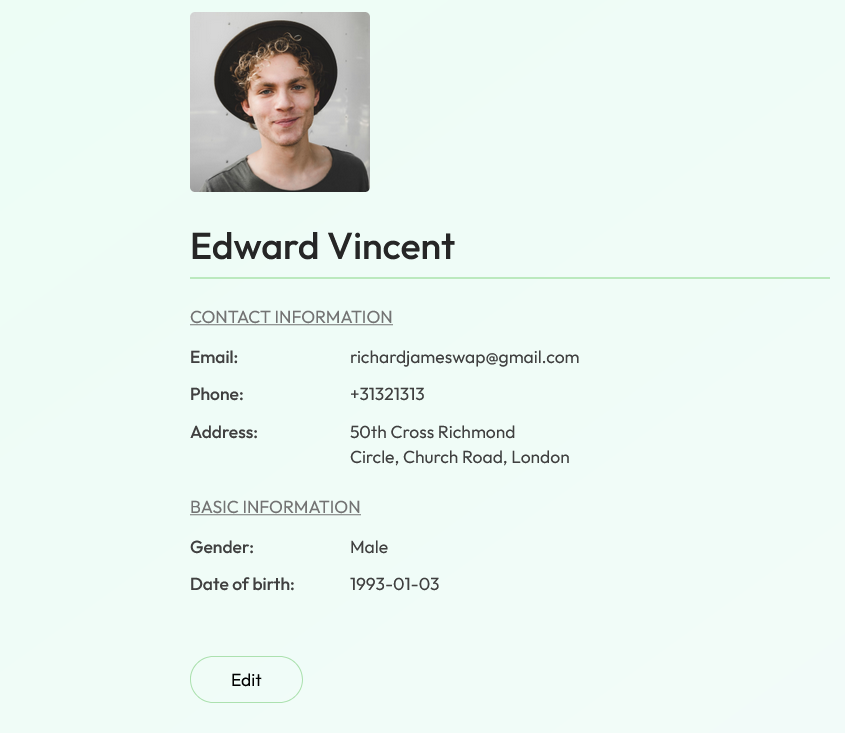 Edward Vincent
CONTACT INFORMATION
Email: richardjameswap@gmail.com
Phone: +31321313
Address: 50th Cross Richmond
Circle, Church Road, London
BASIC INFORMATION
Gender: Male
Date of birth: 1993-01-03
Edit